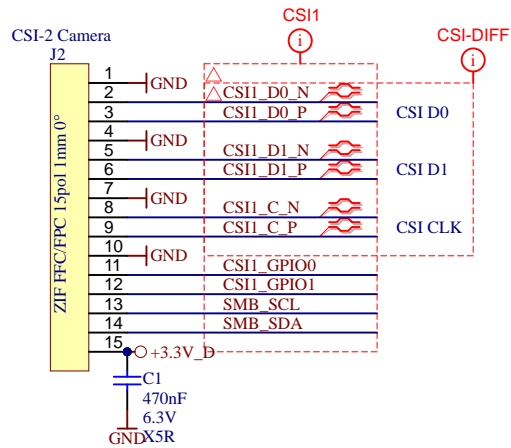 CSI1
CSI-DIFF
i
i
CSI-2 Camera
J2
ZIF FFC/FPC 15pol 1mm 0°
1
GND
2
CSI1_D0_N
3
CSI1_D0_P
CSI D0
4
GND
5
CSI1_D1_N
6
CSI1_D1_P
CSI D1
7
GND
8
CSI1_C_N
9
CSI1_C_P
CSI CLK
10
GND
11
CSI1_GPIO0
12
CSI1_GPIO1
13
SMB_SCL
14
SMB_SDA
15
+3.3V_D
C1
470nF
6.3V
X5R
GND